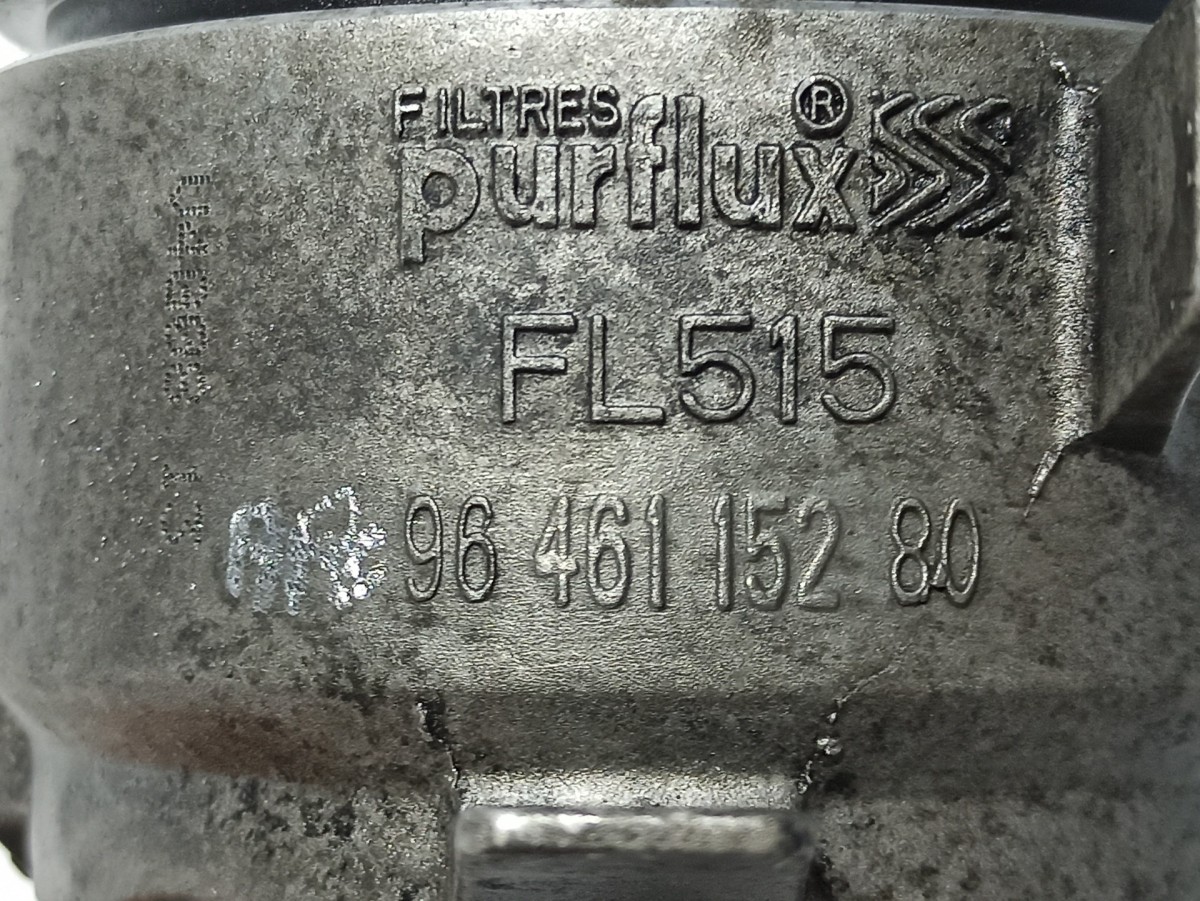 FILTRES
purflux®
FL515
96 461 152 80